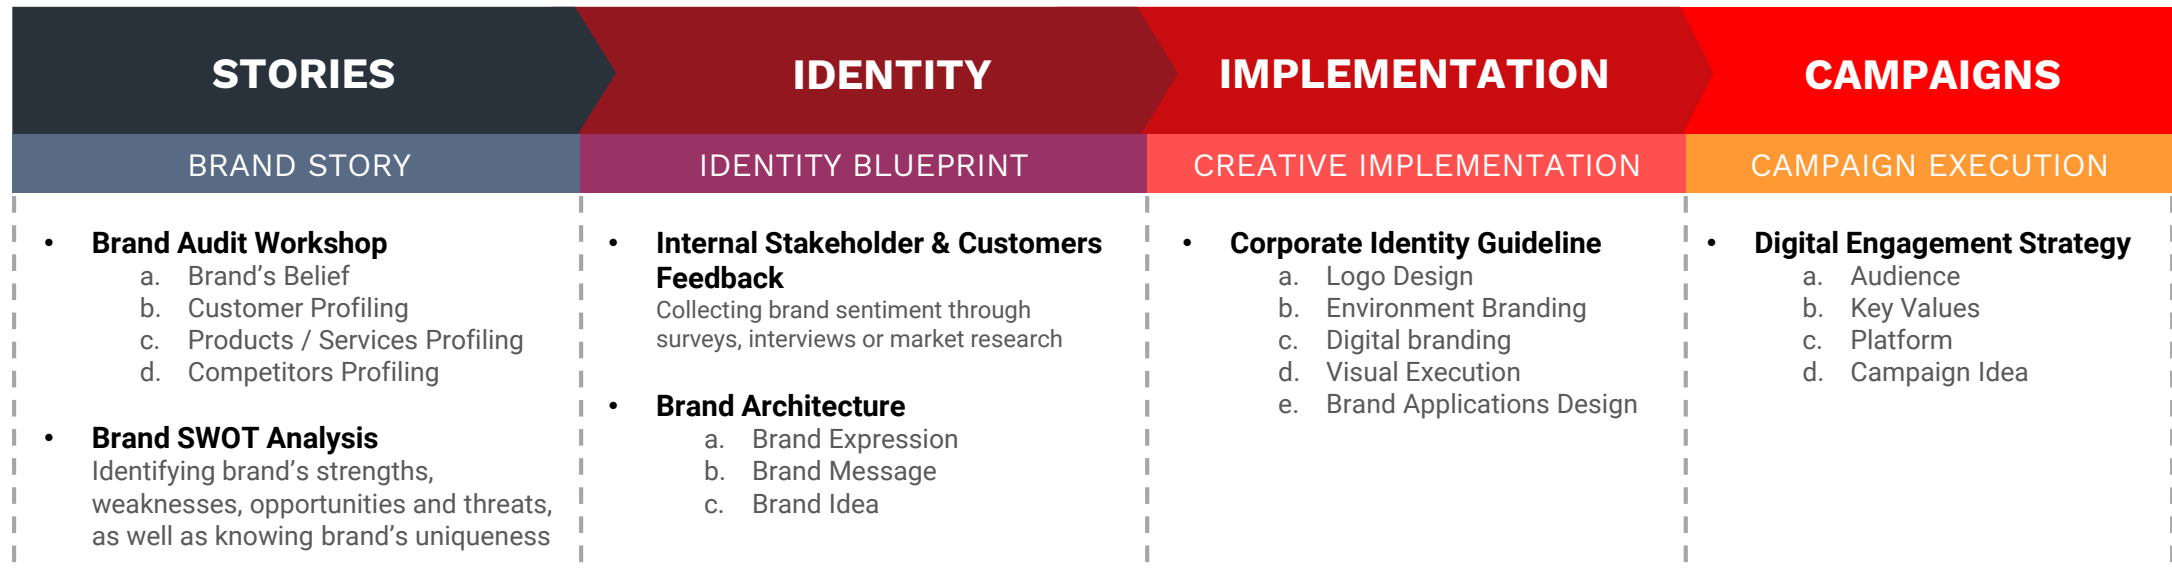 STORIES
BRAND STORY
• Brand Audit Workshop
a. Brand's Belief
b. Customer Profiling
c. Products / Services Profiling
d. Competitors Profiling
• Brand SWOT Analysis
Identifying brand's strengths,
weaknesses, opportunities and threats,
as well as knowing brand's uniqueness
IDENTITY
IDENTITY BLUEPRINT
• Internal Stakeholder & Customers
Feedback
Collecting brand sentiment through
surveys, interviews or market research
• Brand Architecture
a. Brand Expression
b. Brand Message
c. Brand Idea
IMPLEMENTATION
CREATIVE IMPLEMENTATION
• Corporate Identity Guideline
a. Logo Design
b. Environment Branding
c. Digital branding
d. Visual Execution
e. Brand Applications Design
CAMPAIGNS
CAMPAIGN EXECUTION
• Digital Engagement Strategy
a. Audience
b. Key Values
c. Platform
d. Campaign Idea